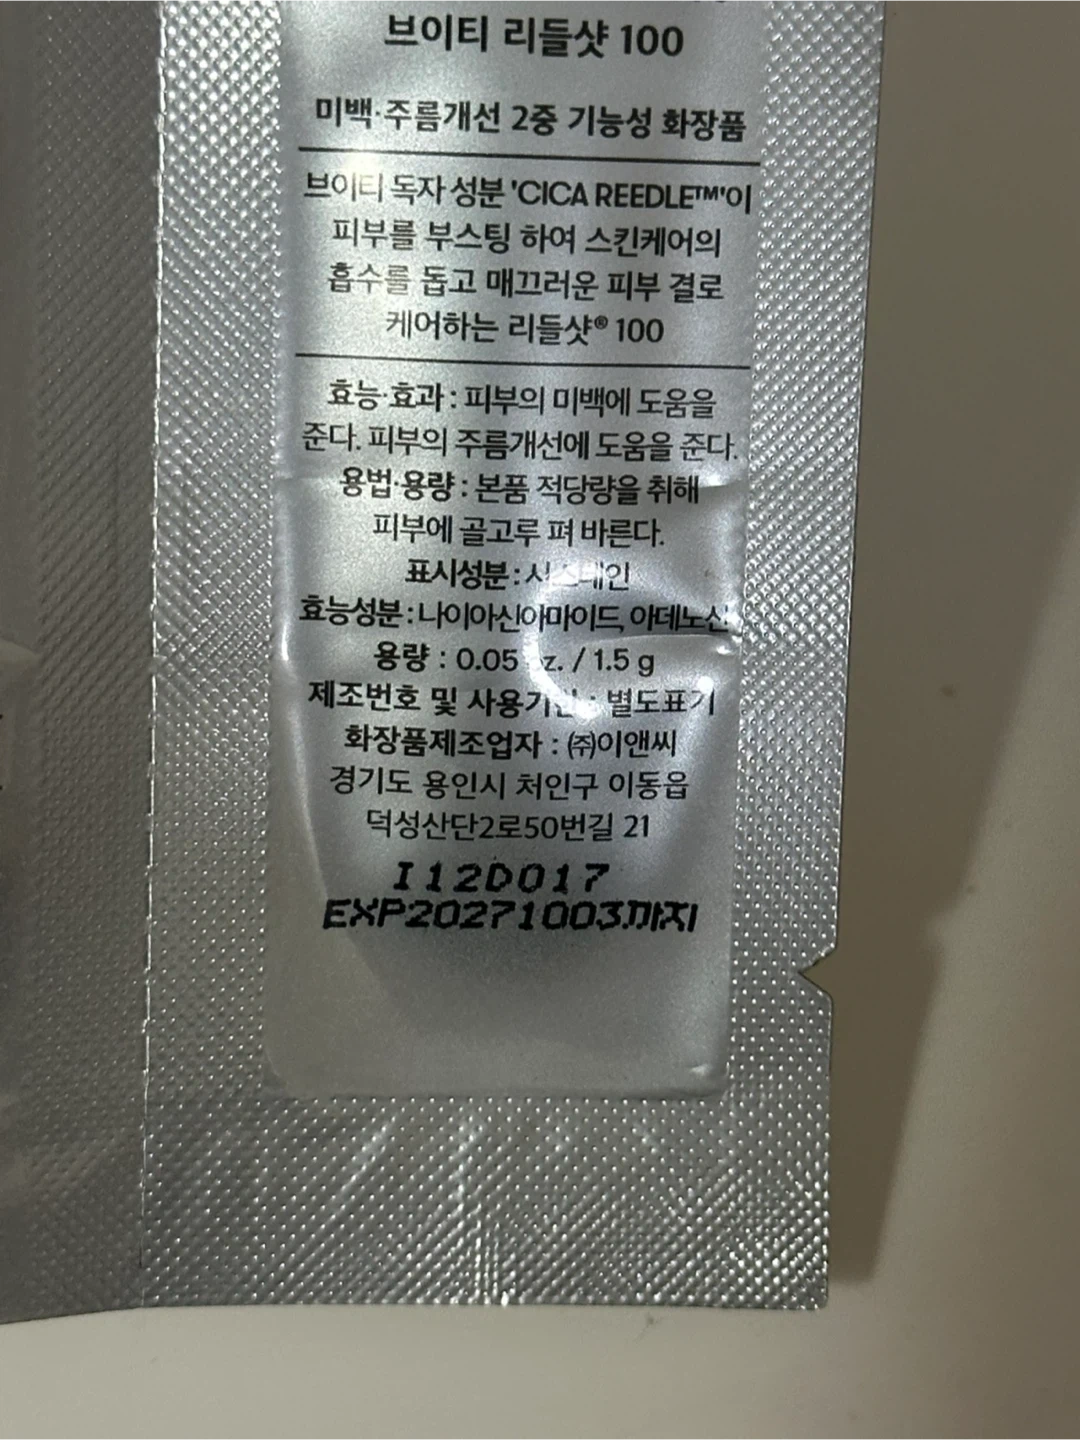 브이티 리들샷 100
미백·주름개선 2중 기능성 화장품
브이티 독자 성분 'CICA REEDLE™'이
피부를 부스팅 하여 스킨케어의
흡수를 돕고 매끄러운 피부 결로
케어하는 리들샷® 100
효능·효과 : 피부의 미백에 도움을
준다. 피부의 주름개선에 도움을 준다.
용법·용량 : 본품 적당량을 취해
피부에 골고루 펴 바른다.
표시성분 :
효능성분 : 나이아신아마이드, 아데노신
용량 : 0.05 oz. / 1.5 g
제조번호 및 사용기한 : 별도표기
화장품제조업자 : ㈜이앤씨
경기도 용인시 처인구 이동읍
덕성산단2로50번길 21
I12D017
EXP20271003까지